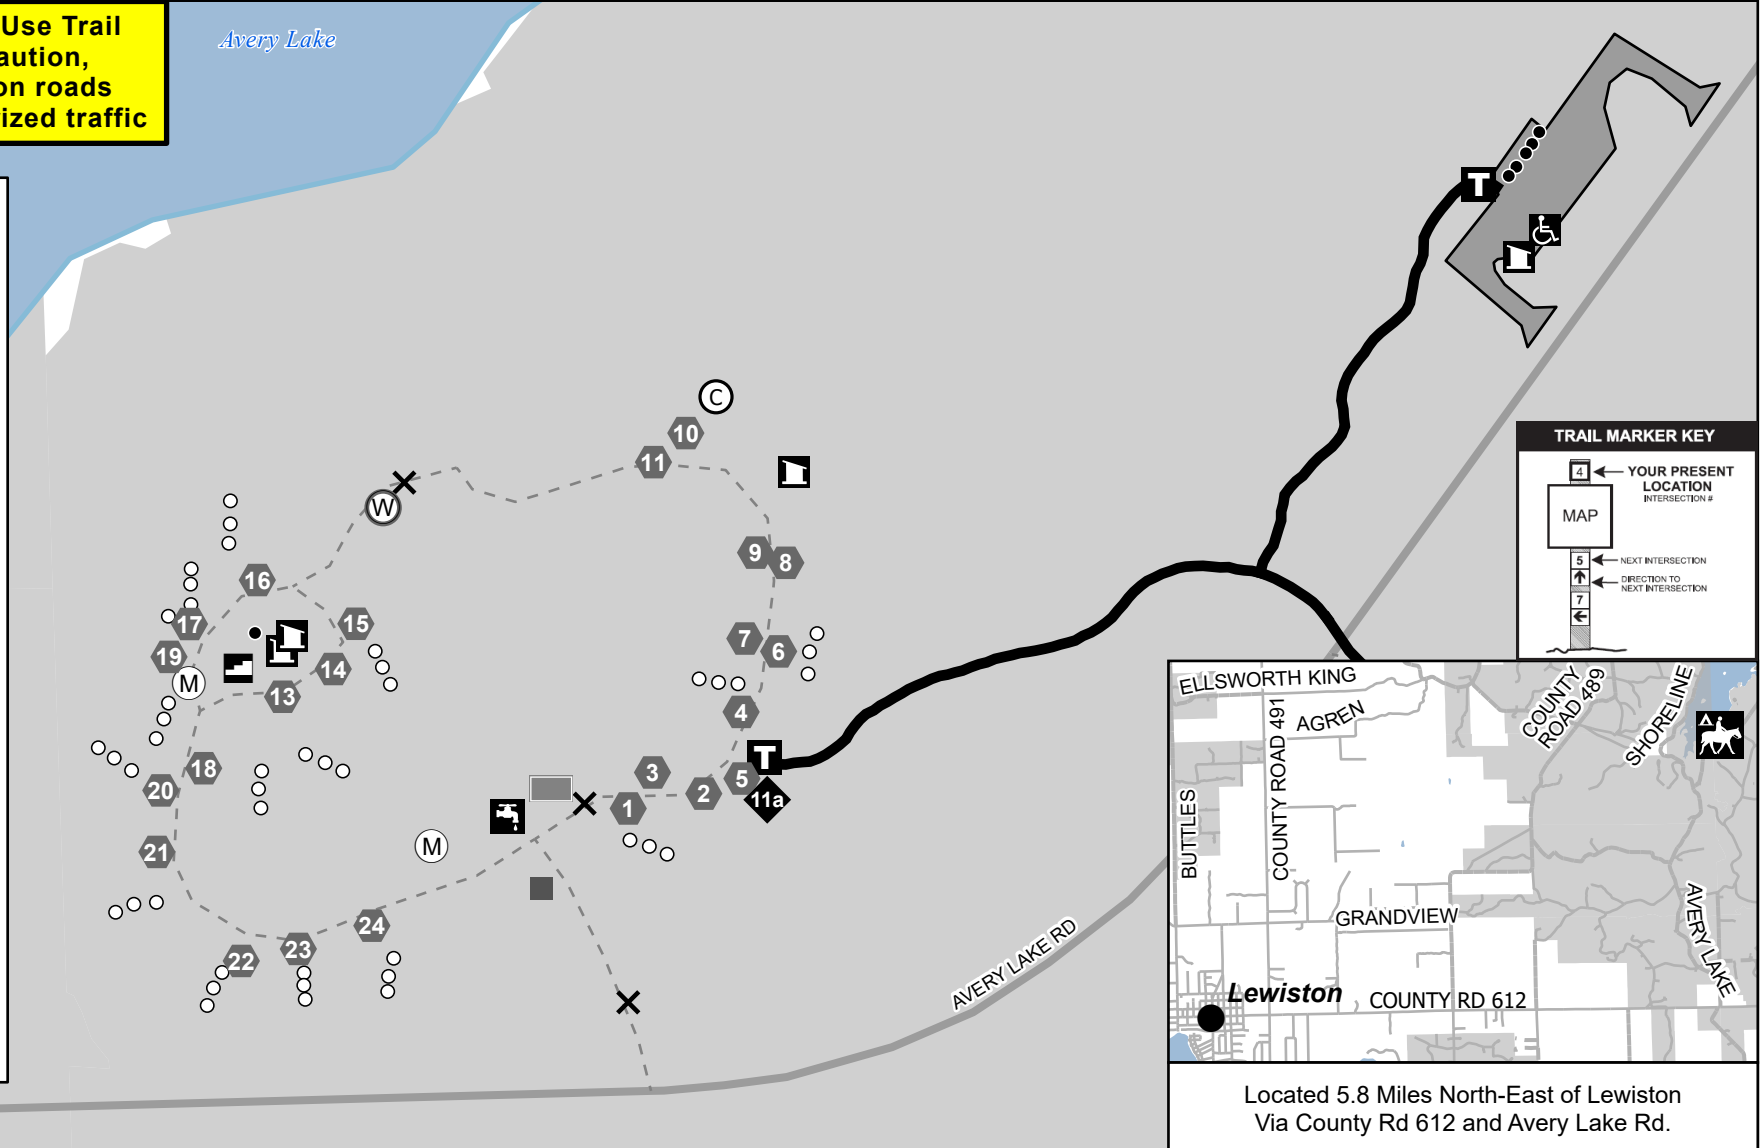 Use Trail
aution,
on roads
ized traffic
Avery Lake
T
C
10
11
W
9
8
16
17
15
7
6
19
14
M
13
4
T
18
3
5
20
2
11a
1
M
21
24
23
22
AVERY LAKE RD
TRAIL MARKER KEY
4
YOUR PRESENT
LOCATION
INTERSECTION #
MAP
5
NEXT INTERSECTION
DIRECTION TO
NEXT INTERSECTION
7
ELLSWORTH KING
AGREN
COUNTY ROAD 491
BUTTLES
COUNTY
ROAD 489
SHORELINE
GRANDVIEW
AVERY LAKE
Lewiston
COUNTY RD 612
Located 5.8 Miles North-East of Lewiston
Via County Rd 612 and Avery Lake Rd.